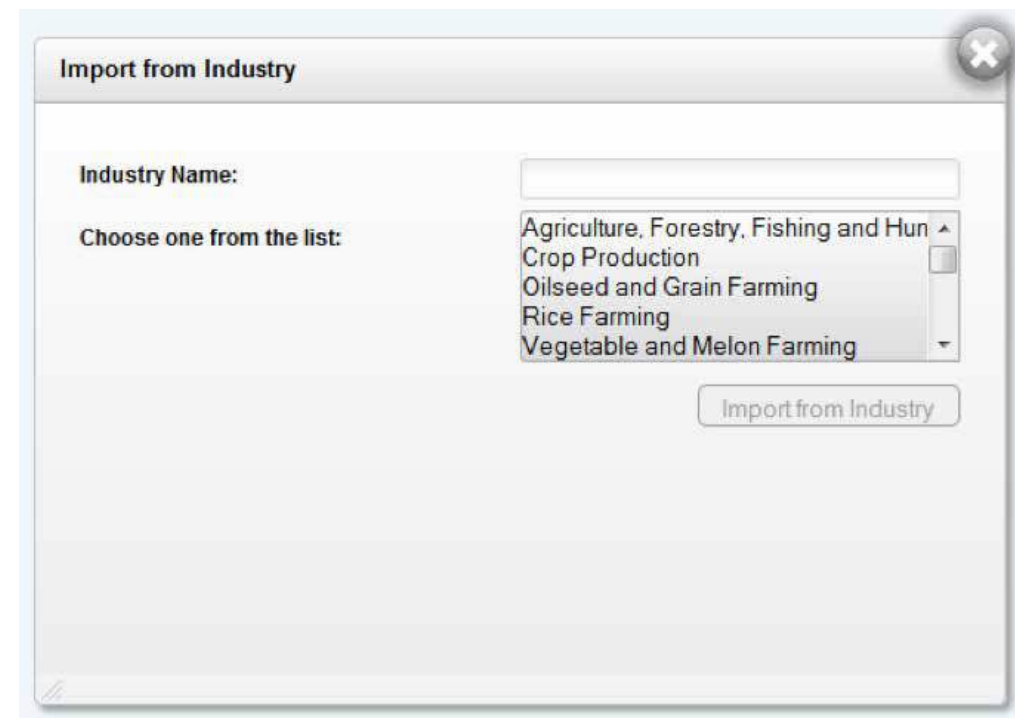 Import from Industry
Industry Name:
Choose one from the list:
Agriculture, Forestry, Fishing and Hun
Crop Production
Oilseed and Grain Farming
Rice Farming
Vegetable and Melon Farming
Import from Industry